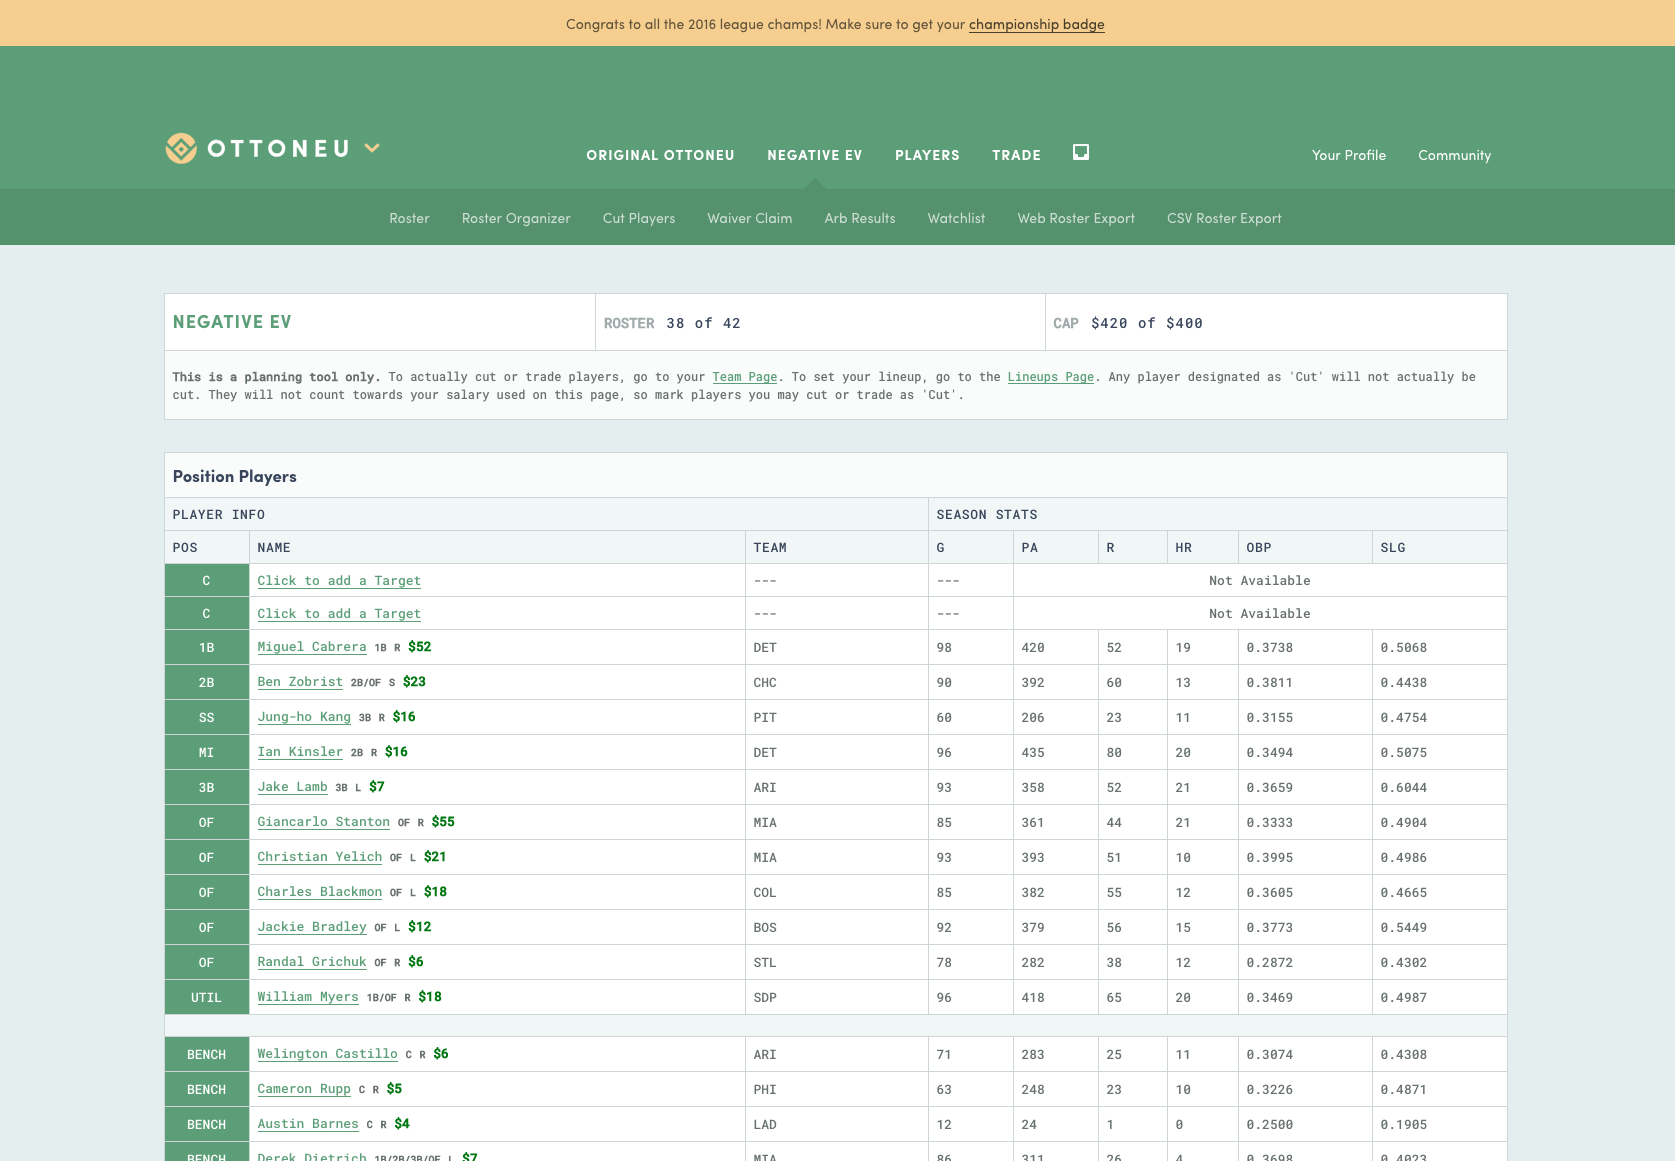 Congrats to all the 2016 league champs! Make sure to get your championship badge
OTTONEU
ORIGINAL OTTONEU NEGATIVE EV PLAYERS TRADE
Your Profile Community
Roster Roster Organizer Cut Players Waiver Claim Arb Results Watchlist Web Roster Export CSV Roster Export
NEGATIVE EV ROSTER 38 of 42 CAP $420 of $400
This is a planning tool only. To actually cut or trade players, go to your Team Page. To set your lineup, go to the Lineups Page. Any player designated as 'Cut' will not actually be
cut. They will not count towards your salary used on this page, so mark players you may cut or trade as 'Cut'.
Position Players
PLAYER INFO SEASON STATS
POS NAME TEAM G PA R HR OBP SLG
C Click to add a Target --- --- Not Available
C Click to add a Target --- --- Not Available
1B Miguel Cabrera 1B R $52 DET 98 420 52 19 0.3738 0.5068
2B Ben Zobrist 2B/OF S $23 CHC 90 392 60 13 0.3811 0.4438
SS Jung-ho Kang 3B R $16 PIT 60 206 23 11 0.3155 0.4754
MI Ian Kinsler 2B R $16 DET 96 435 80 20 0.3494 0.5075
3B Jake Lamb 3B L $7 ARI 93 358 52 21 0.3659 0.6044
OF Giancarlo Stanton OF R $55 MIA 85 361 44 21 0.3333 0.4904
OF Christian Yelich OF L $21 MIA 93 393 51 10 0.3995 0.4986
OF Charles Blackmon OF L $18 COL 85 382 55 12 0.3605 0.4665
OF Jackie Bradley OF L $12 BOS 92 379 56 15 0.3773 0.5449
OF Randal Grichuk OF R $6 STL 78 282 38 12 0.2872 0.4302
UTIL William Myers 1B/OF R $18 SDP 96 418 65 20 0.3469 0.4987
BENCH Welington Castillo C R $6 ARI 71 283 25 11 0.3074 0.4308
BENCH Cameron Rupp C R $5 PHI 63 248 23 10 0.3226 0.4871
BENCH Austin Barnes C R $4 LAD 12 24 1 0 0.2500 0.1905
BENCH Derek Dietrich 1B/2B/3B/OF L $7 MIA 86 311 26 4 0.3698 0.4023